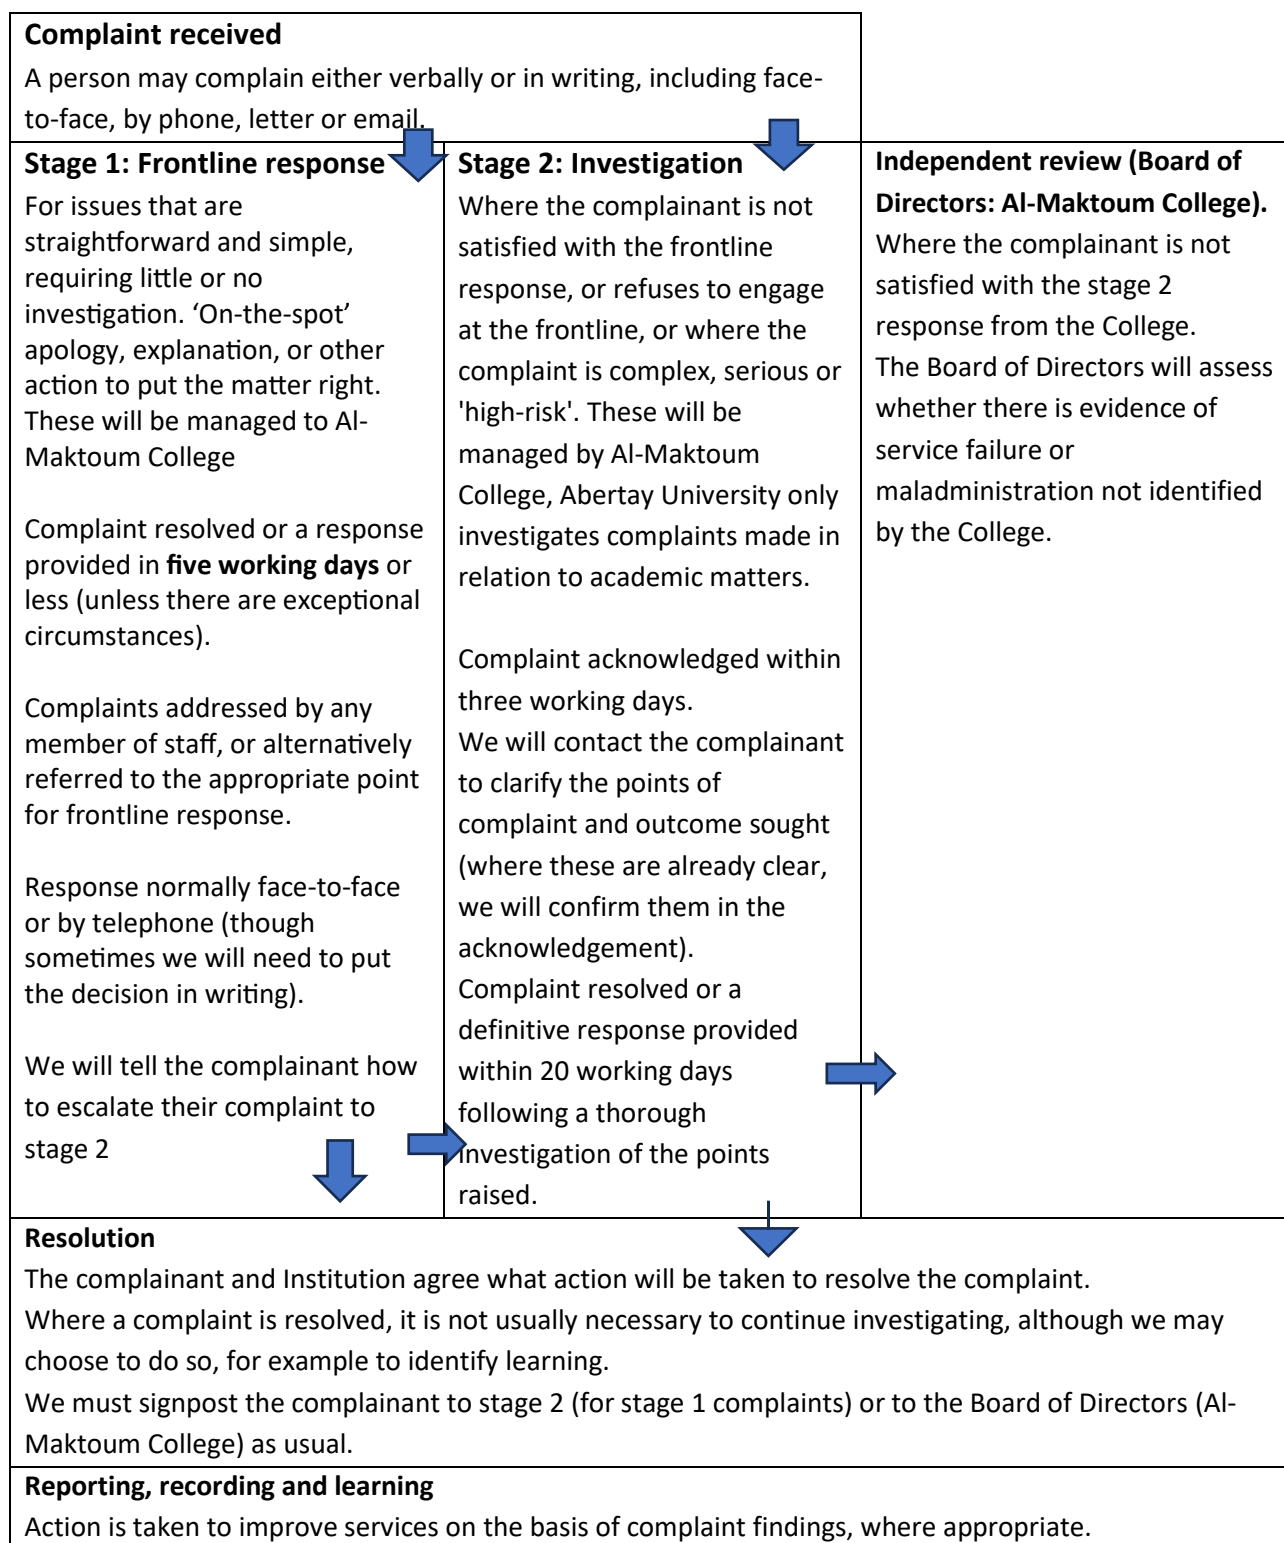 Complaint received
A person may complain either verbally or in writing, including face-
to-face, by phone, letter or email.
Stage 1: Frontline response
For issues that are
straightforward and simple,
requiring little or no
investigation. ‘On-the-spot’
apology, explanation, or other
action to put the matter right.
These will be managed to Al-
Maktoum College
Complaint resolved or a response
provided in five working days or
less (unless there are exceptional
circumstances).
Complaints addressed by any
member of staff, or alternatively
referred to the appropriate point
for frontline response.
Response normally face-to-face
or by telephone (though
sometimes we will need to put
the decision in writing).
We will tell the complainant how
to escalate their complaint to
stage 2
Stage 2: Investigation
Where the complainant is not
satisfied with the frontline
response, or refuses to engage
at the frontline, or where the
complaint is complex, serious or
'high-risk'. These will be
managed by Al-Maktoum
College, Abertay University only
investigates complaints made in
relation to academic matters.
Complaint acknowledged within
three working days.
We will contact the complainant
to clarify the points of
complaint and outcome sought
(where these are already clear,
we will confirm them in the
acknowledgement).
Complaint resolved or a
definitive response provided
within 20 working days
following a thorough
investigation of the points
raised.
Independent review (Board of
Directors: Al-Maktoum College).
Where the complainant is not
satisfied with the stage 2
response from the College.
The Board of Directors will assess
whether there is evidence of
service failure or
maladministration not identified
by the College.
Resolution
The complainant and Institution agree what action will be taken to resolve the complaint.
Where a complaint is resolved, it is not usually necessary to continue investigating, although we may
choose to do so, for example to identify learning.
We must signpost the complainant to stage 2 (for stage 1 complaints) or to the Board of Directors (Al-
Maktoum College) as usual.
Reporting, recording and learning
Action is taken to improve services on the basis of complaint findings, where appropriate.